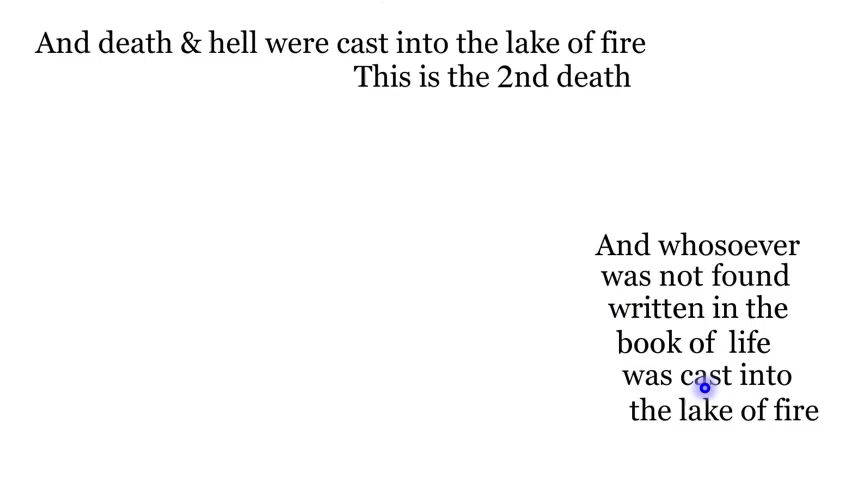 And death & hell were cast into the lake of fire
This is the 2nd death
And whosoever
was not found
written in the
book of life
was cast into
the lake of fire